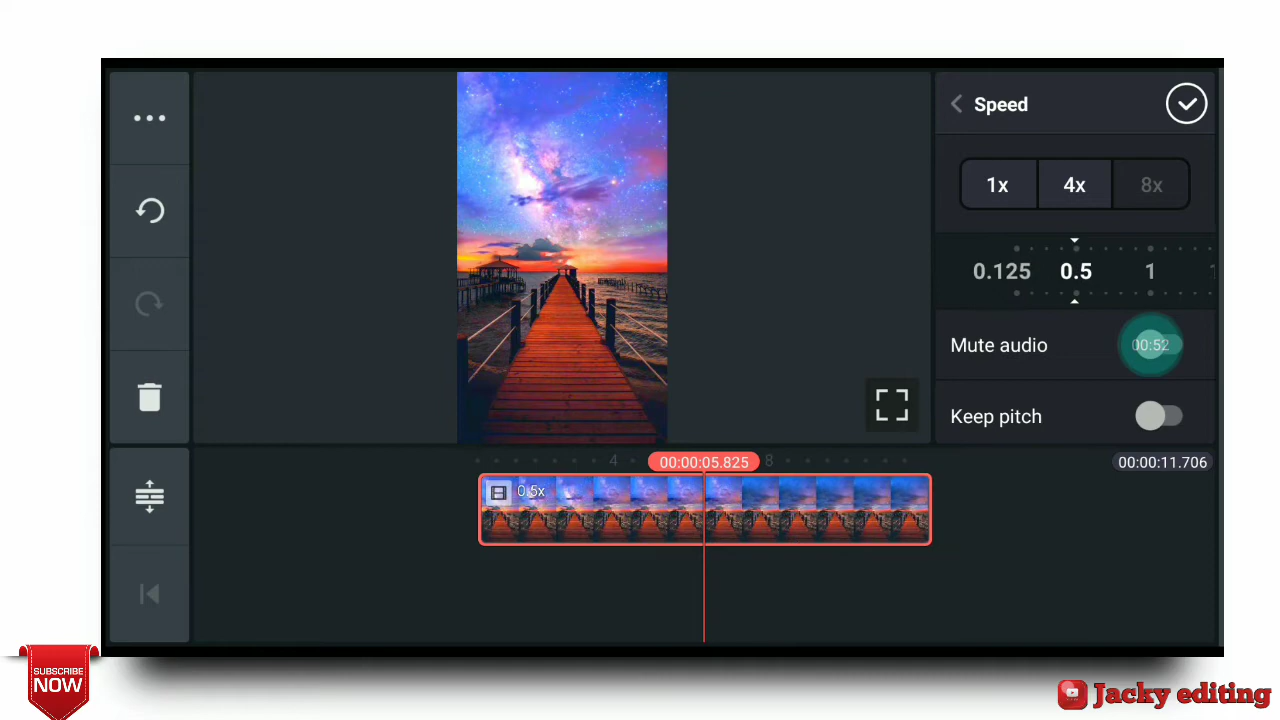 Speed
1x 4x 8x
0.125 0.5 1
Mute audio 00:52
Keep pitch
4 00:00:05.825 8 00:00:11.706
0.5x
SUBSCRIBE
NOW
Jacky editing